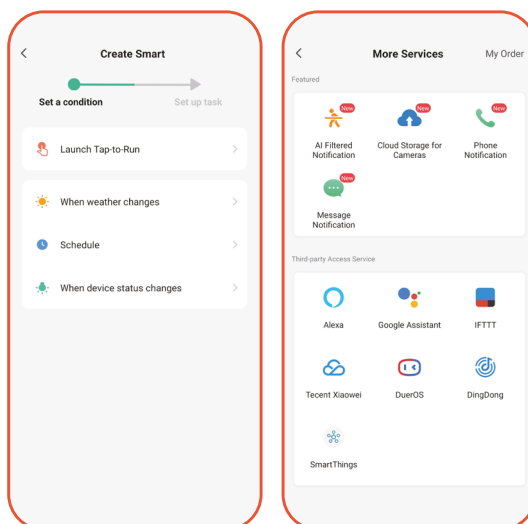 Create Smart
Set a condition
Set up task
Launch Tap-to-Run
When weather changes
Schedule
When device status changes
More Services
My Order
Featured
New
New
New
AI Filtered
Notification
Cloud Storage for
Cameras
Phone
Notification
New
Message
Notification
Third-party Access Service
Alexa
Google Assistant
IFTTT
Tecent Xiaowei
DuerOS
DingDong
SmartThings